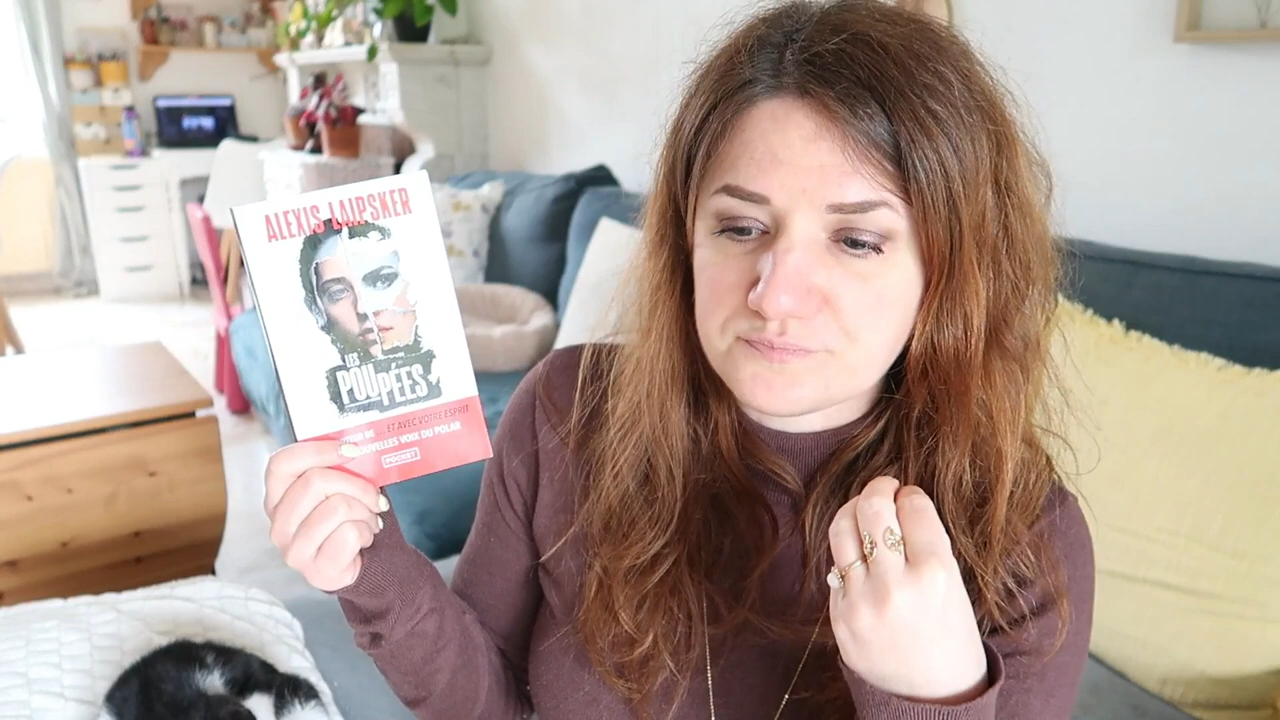 ALEXIS LAIPSKER
LES
POUPÉES
ET AVEC VOTRE ESPRIT
NOUVELLES VOIX DU POLAR
POCKET